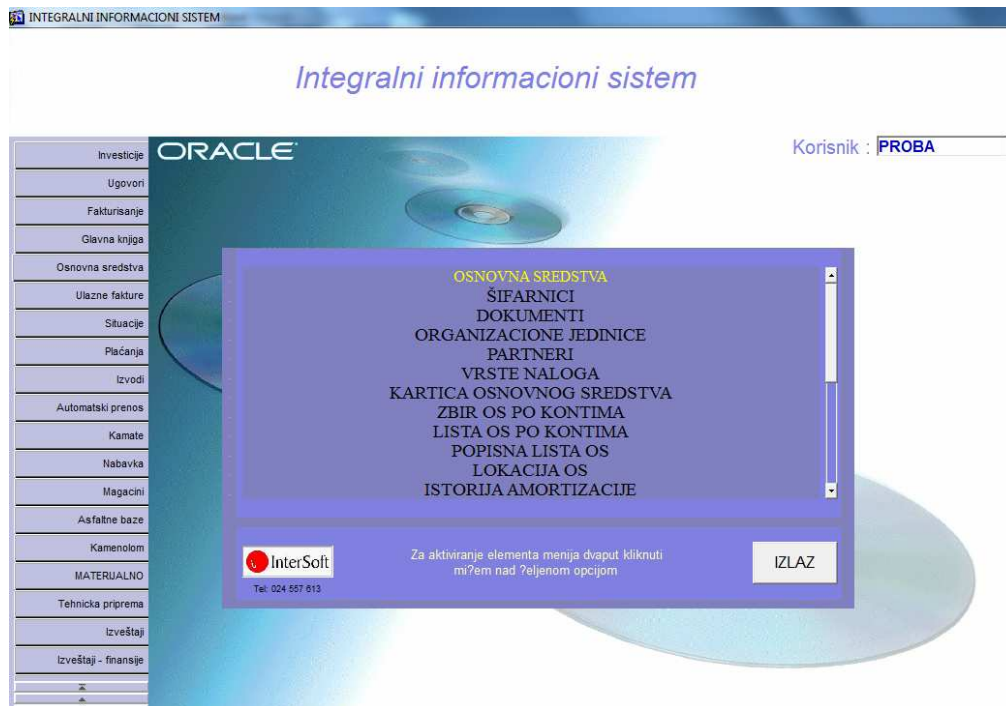 INTEGRALNI INFORMACIONI SISTEM
Integralni informacioni sistem
Korisnik : PROBA
ORACLE
Investicije
Ugovori
Fakturisanje
Glavna knjiga
Osnovna sredstva
Ulazne fakture
Situacije
Plaćanja
Izvodi
Automatski prenos
Kamate
Nabavka
Magacini
Asfaltne baze
Kamenolom
MATERIJALNO
Tehnicka priprema
Izveštaji
Izveštaji - finansije
OSNOVNA SREDSTVA
ŠIFARNICI
DOKUMENTI
ORGANIZACIONE JEDINICE
PARTNERI
VRSTE NALOGA
KARTICA OSNOVNOG SREDSTVA
ZBIR OS PO KONTIMA
LISTA OS PO KONTIMA
POPISNA LISTA OS
LOKACIJA OS
ISTORIJA AMORTIZACIJE
InterSoft
Tel: 024 557 613
Za aktiviranje elementa menija dvaput kliknuti
mi?em nad ?eljenom opcijom
IZLAZ